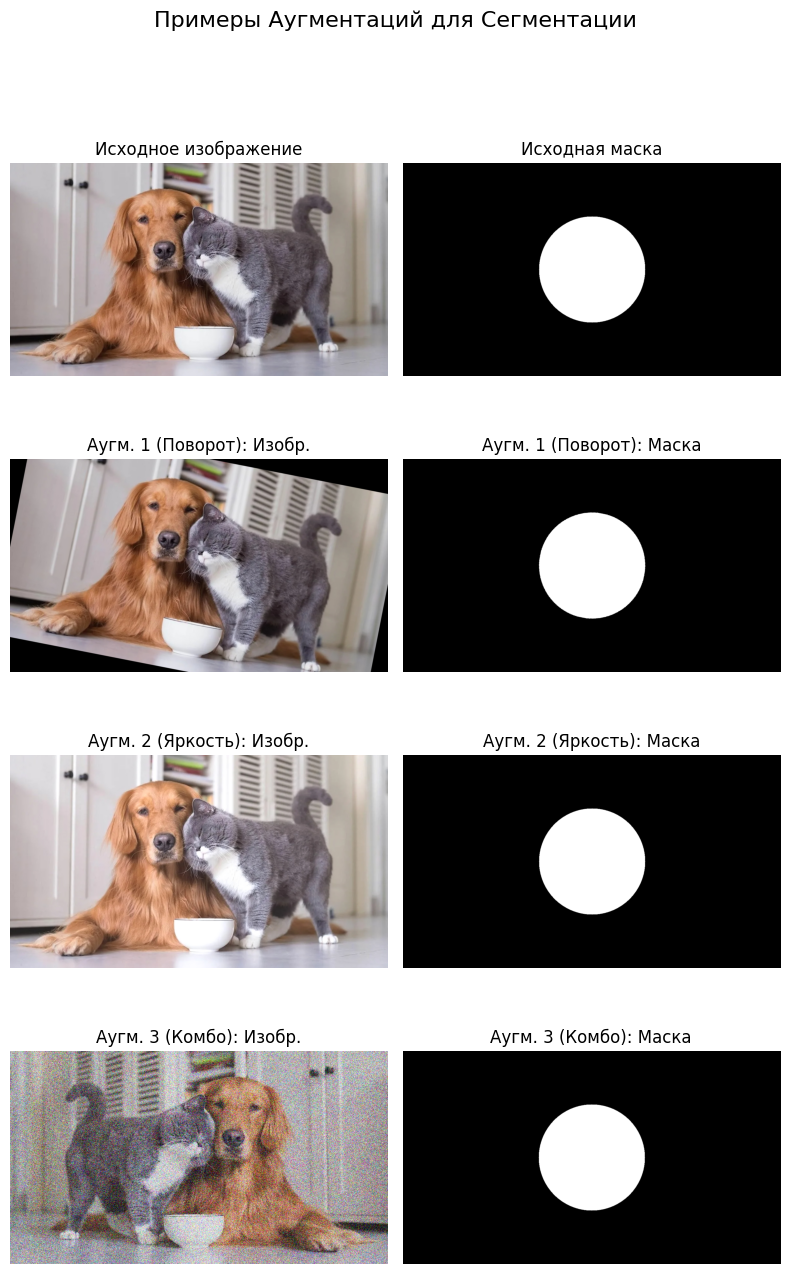 Примеры Аугментаций для Сегментации
Исходное изображение
Исходная маска
Аугм. 1 (Поворот): Изобр.
Аугм. 1 (Поворот): Маска
Аугм. 2 (Яркость): Изобр.
Аугм. 2 (Яркость): Маска
Аугм. 3 (Комбо): Изобр.
Аугм. 3 (Комбо): Маска